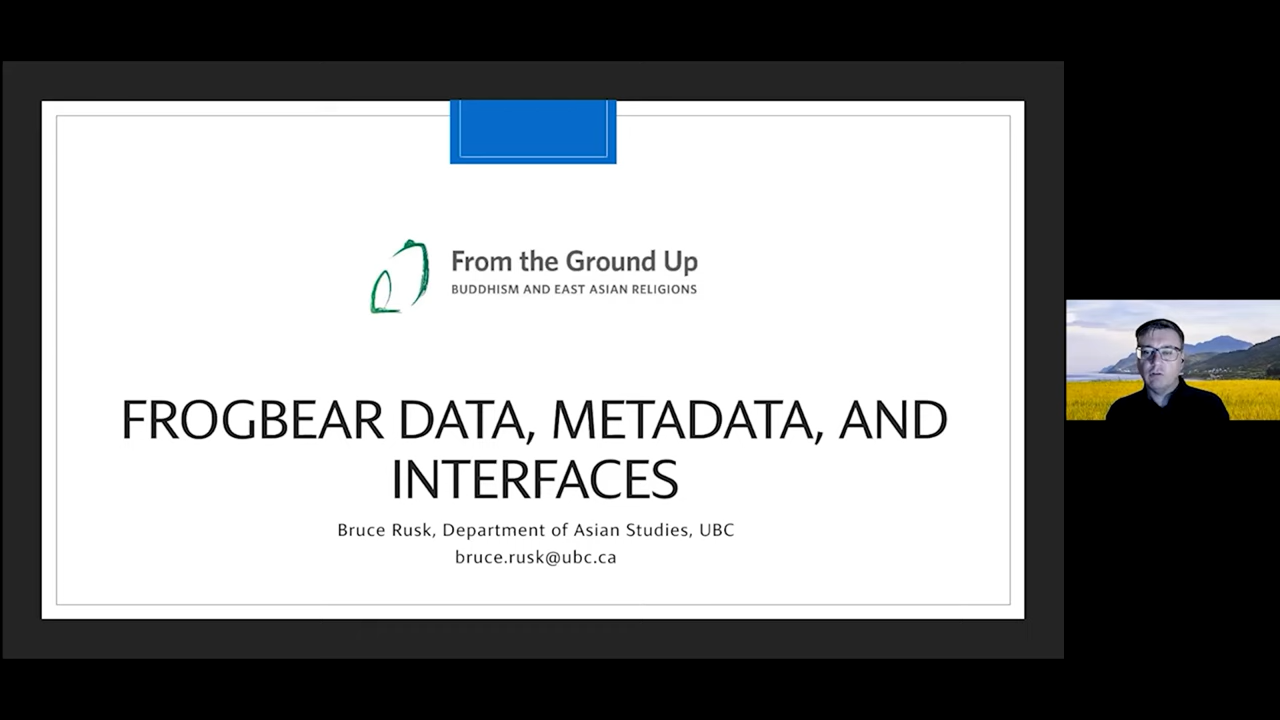 From the Ground Up
BUDDHISM AND EAST ASIAN RELIGIONS
FROGBEAR DATA, METADATA, AND
INTERFACES
Bruce Rusk, Department of Asian Studies, UBC
bruce.rusk@ubc.ca